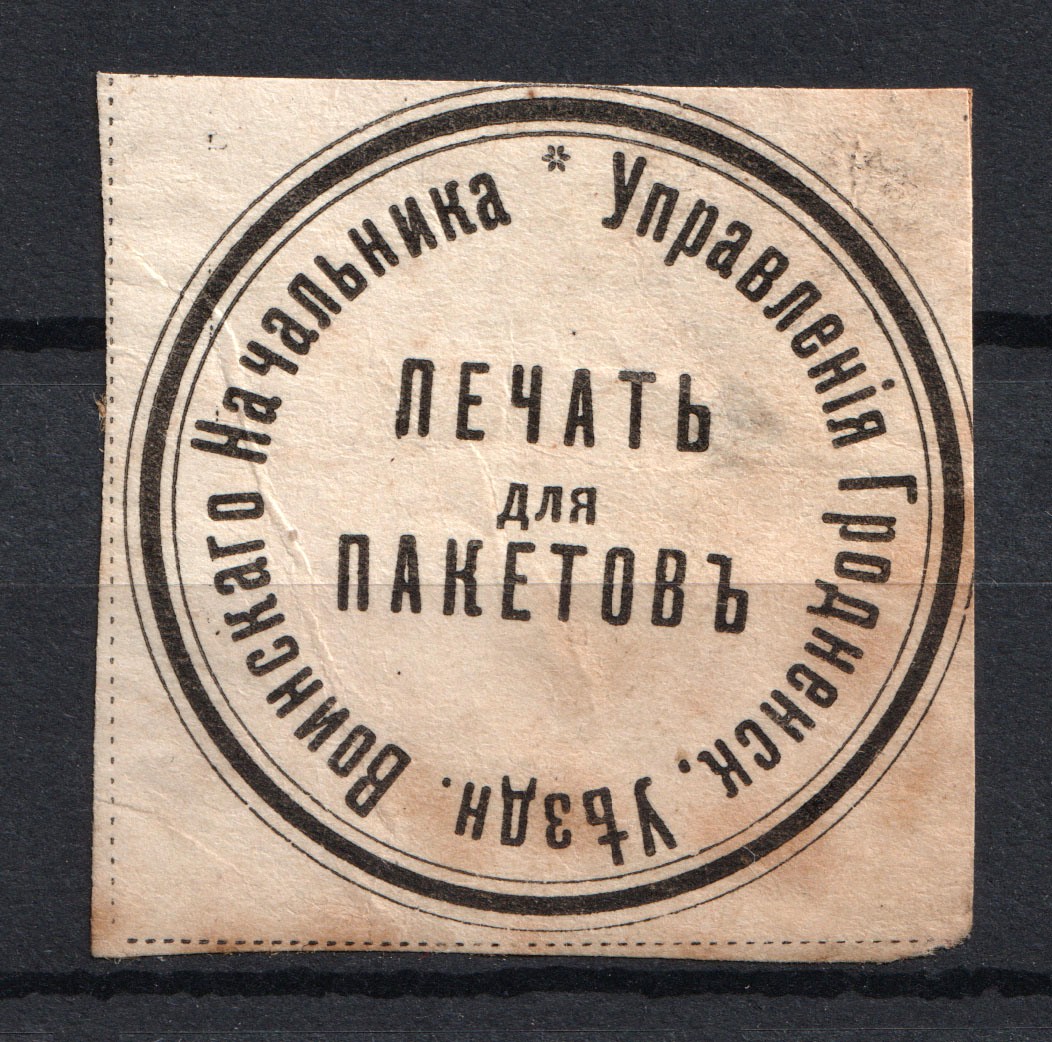 * Управленія Гродненск. Уѣздн. Воинскаго Начальника
ПЕЧАТЬ
для
ПАКЕТОВЪ